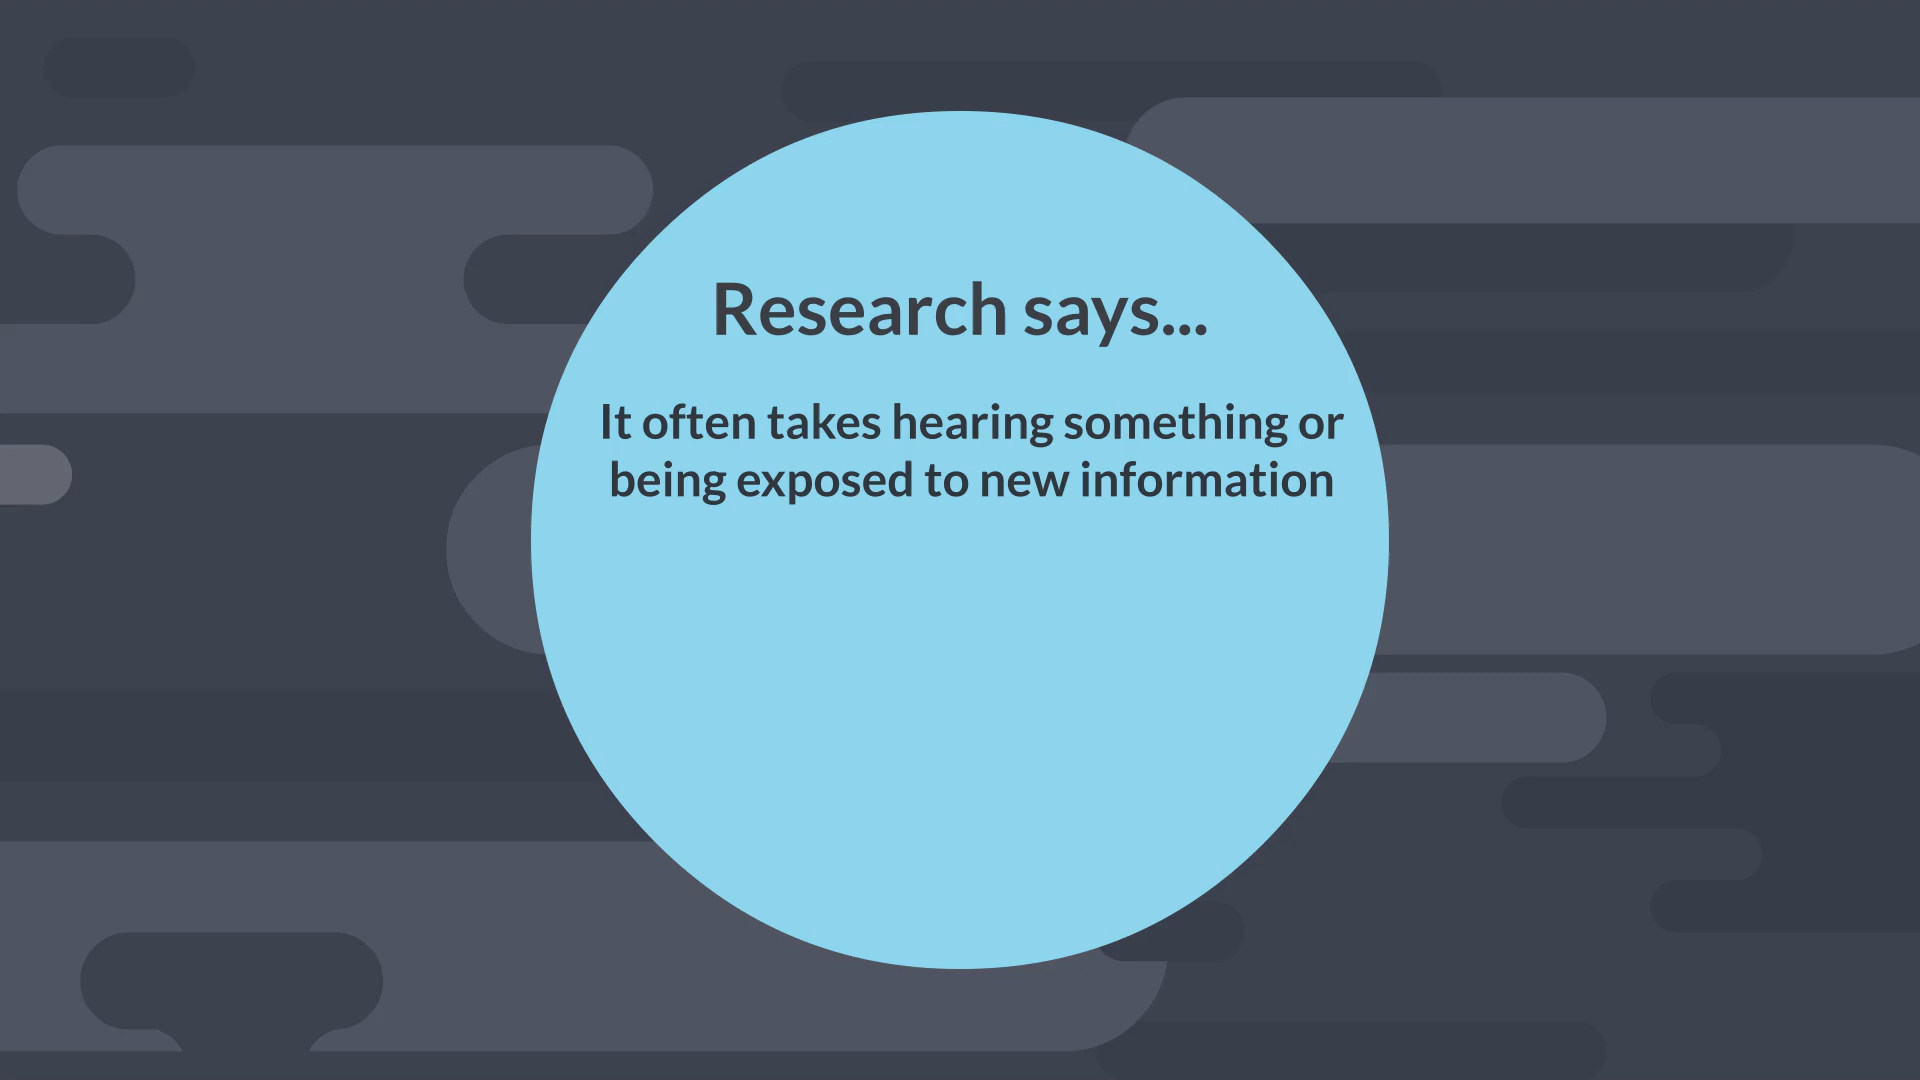 Research says...
It often takes hearing something or
being exposed to new information